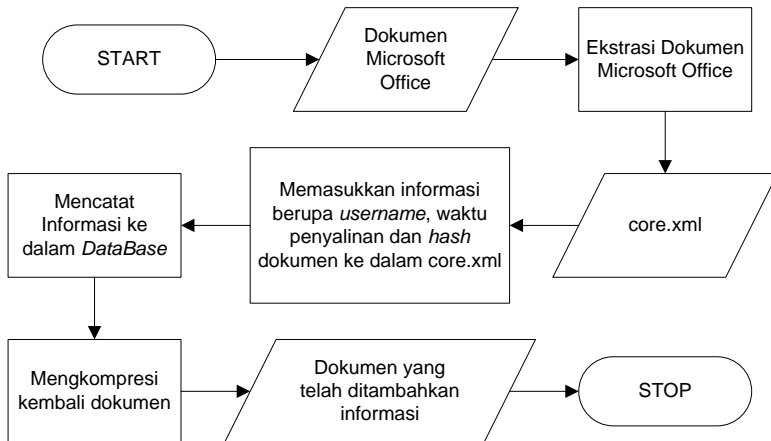 START
Dokumen
Microsoft
Office
Ekstrasi Dokumen
Microsoft Office
core.xml
Memasukkan informasi
berupa username, waktu
penyalinan dan hash
dokumen ke dalam core.xml
Mencatat
Informasi ke
dalam DataBase
Mengkompresi
kembali dokumen
Dokumen yang
telah ditambahkan
informasi
STOP